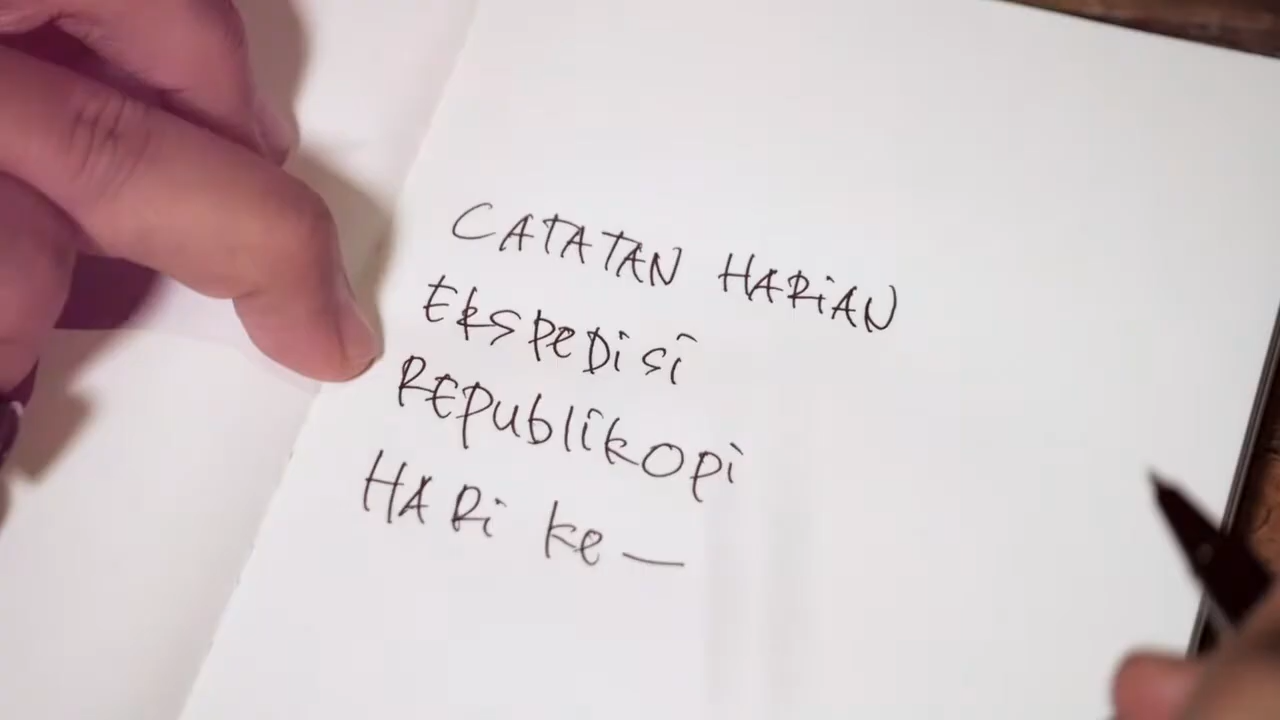 CATATAN HARIAN
EKSPEDISI
REPUBLIKOPI
HARI KE —